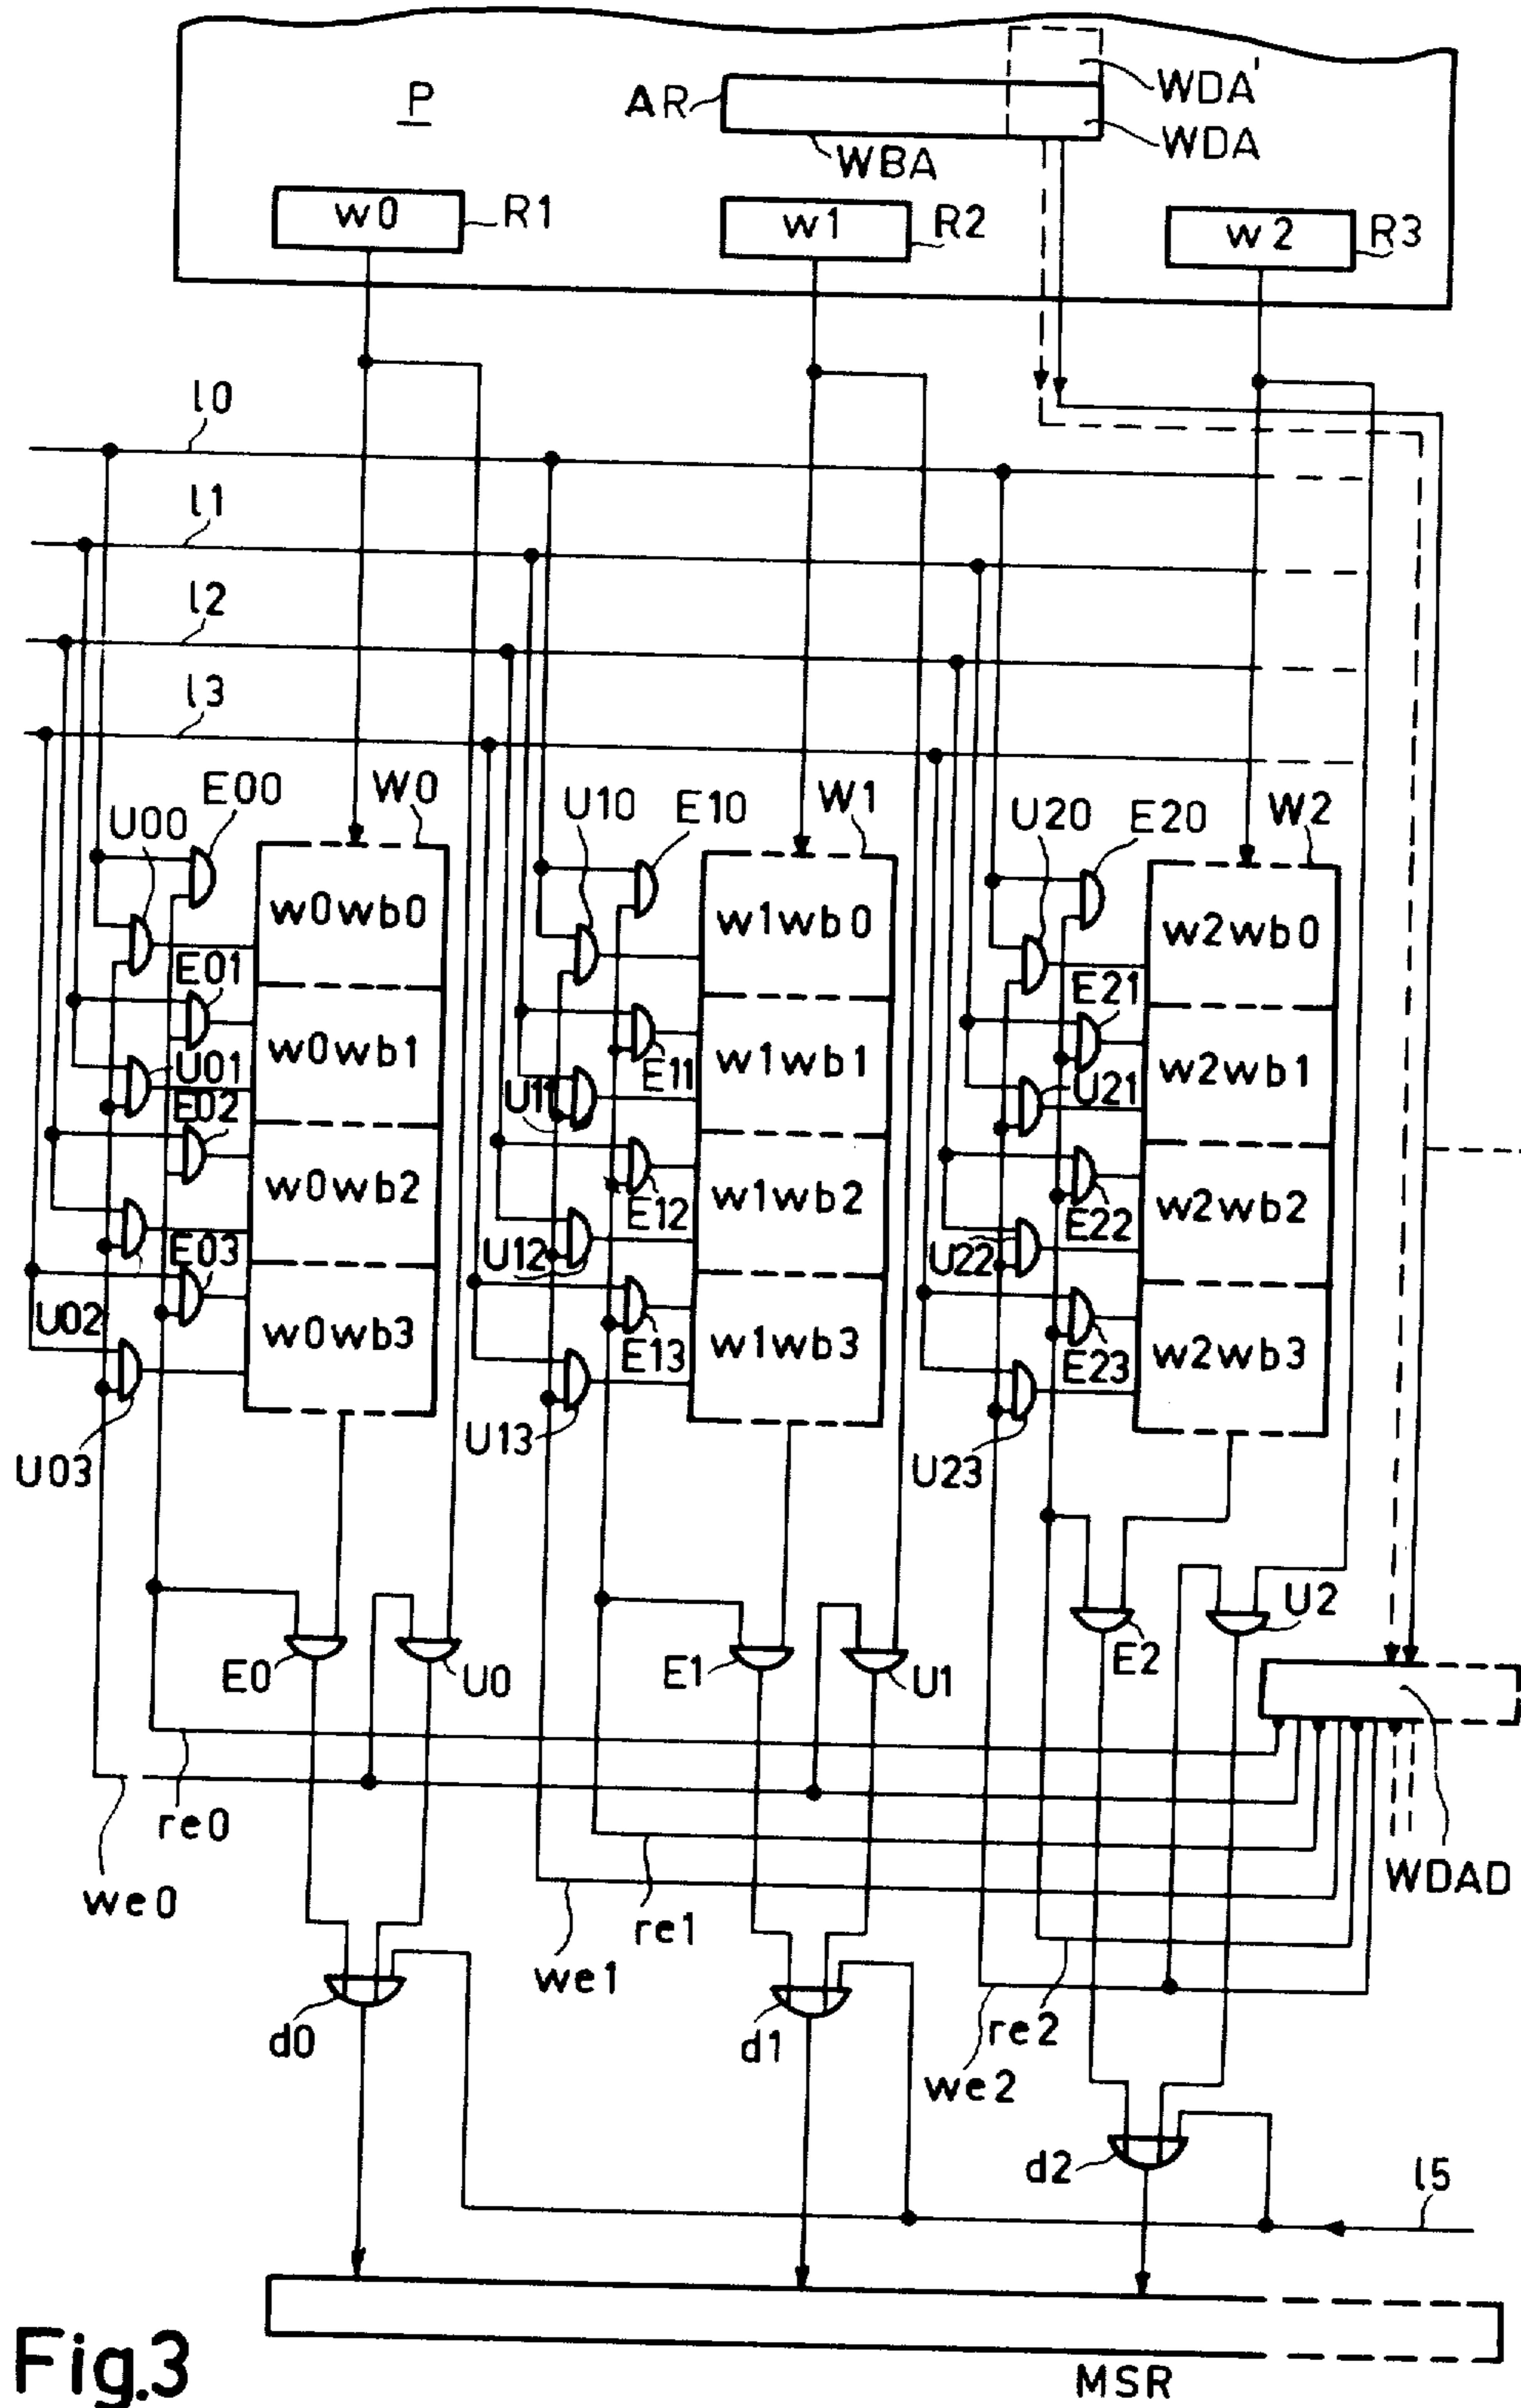 P
AR
WDA'
WDA
WBA
w0
R1
w1
R2
w2
R3
l0
l1
l2
l3
U00
E00
W0
U10
E10
W1
U20
E20
W2
w0wb0
w1wb0
w2wb0
E01
E21
w0wb1
w1wb1
w2wb1
U01
E11
U21
E02
U11
w0wb2
w1wb2
w2wb2
E12
E22
E03
U12
U22
U02
w0wb3
w1wb3
w2wb3
E13
E23
U03
U13
U23
E0
U0
E1
U1
E2
U2
re0
we0
re1
we1
re2
we2
WDAD
d0
d1
d2
l5
MSR
Fig.3